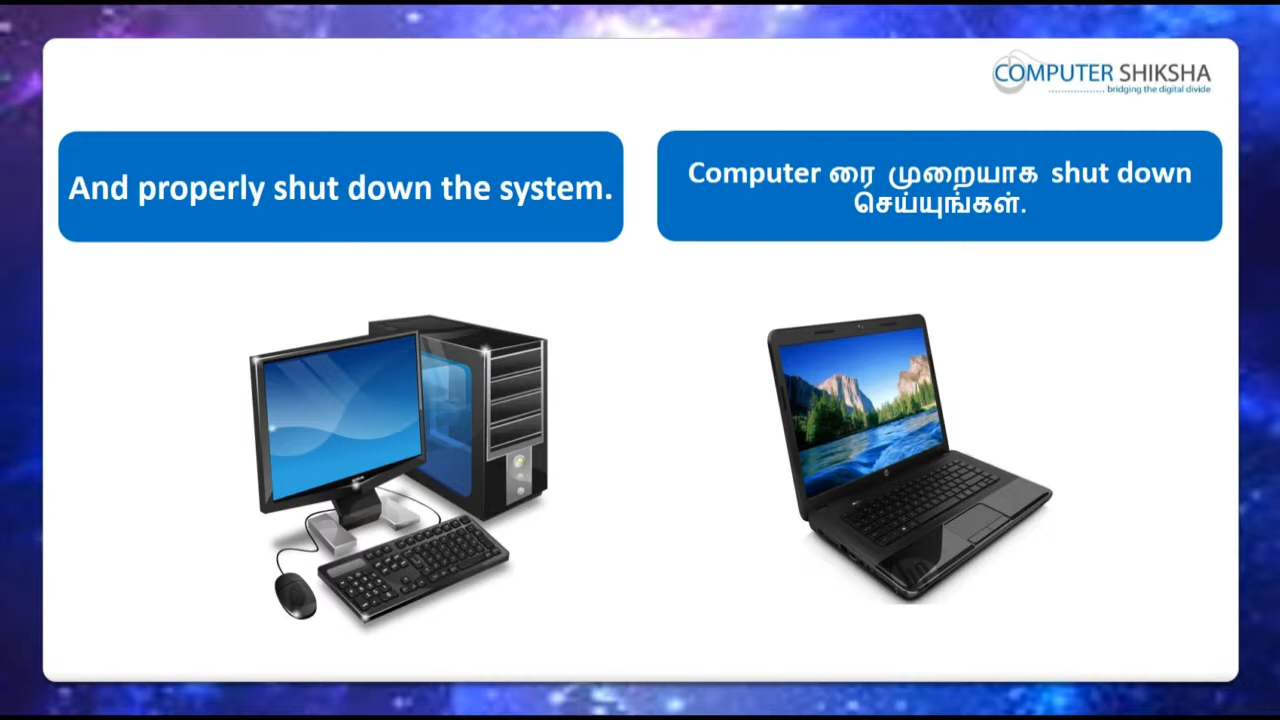 COMPUTER SHIKSHA
bridging the digital divide
And properly shut down the system.
Computer ரை முறையாக shut down
செய்யுங்கள்.